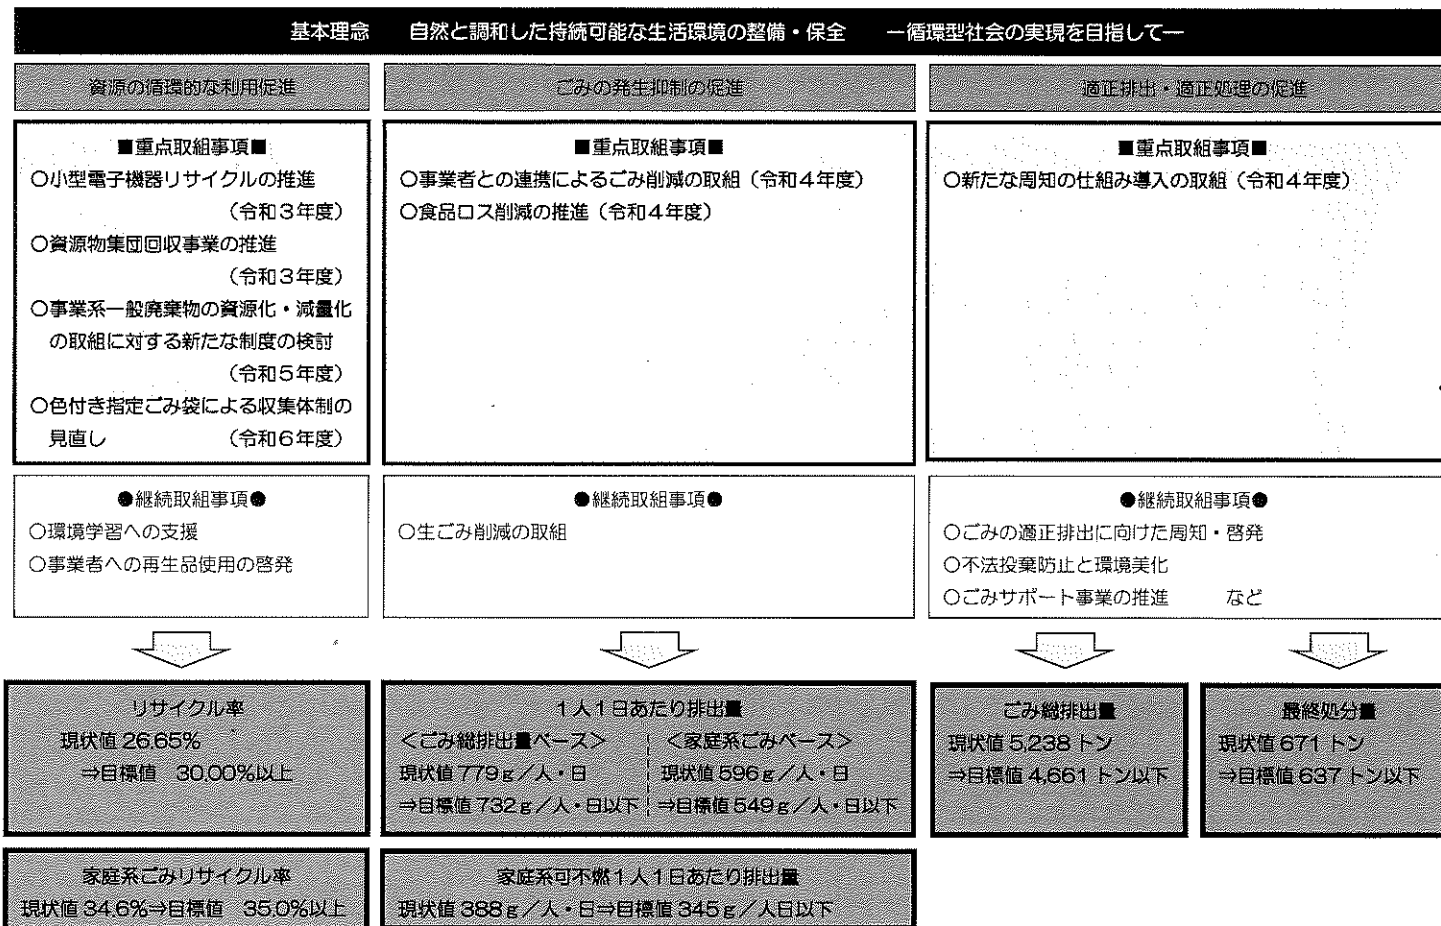 基本理念　自然と調和した持続可能な生活環境の整備・保全　―循環型社会の実現を目指して―
資源の循環的な利用促進
■重点取組事項■
○小型電子機器リサイクルの推進
（令和３年度）
○資源物集団回収事業の推進
（令和３年度）
○事業系一般廃棄物の資源化・減量化
の取組に対する新たな制度の検討
（令和５年度）
○色付き指定ごみ袋による収集体制の
見直し　（令和６年度）
●継続取組事項●
○環境学習への支援
○事業者への再生品使用の啓発
ごみの発生抑制の促進
■重点取組事項■
○事業者との連携によるごみ削減の取組（令和４年度）
○食品ロス削減の推進（令和４年度）
●継続取組事項●
○生ごみ削減の取組
適正排出・適正処理の促進
■重点取組事項■
○新たな周知の仕組み導入の取組（令和４年度）
●継続取組事項●
○ごみの適正排出に向けた周知・啓発
○不法投棄防止と環境美化
○ごみサポート事業の推進　など
リサイクル率
現状値 26.65%
⇒目標値　30.00%以上
１人１日あたり排出量
＜ごみ総排出量ベース＞
現状値 779ｇ／人・日
⇒目標値 732ｇ／人・日以下
＜家庭系ごみベース＞
現状値 596ｇ／人・日
⇒目標値 549ｇ／人・日以下
ごみ総排出量
現状値 5,238 トン
⇒目標値 4,661 トン以下
最終処分量
現状値 671 トン
⇒目標値 637 トン以下
家庭系ごみリサイクル率
現状値 34.6%⇒目標値　35.0%以上
家庭系可不燃１人１日あたり排出量
現状値 388ｇ／人・日⇒目標値 345ｇ／人日以下